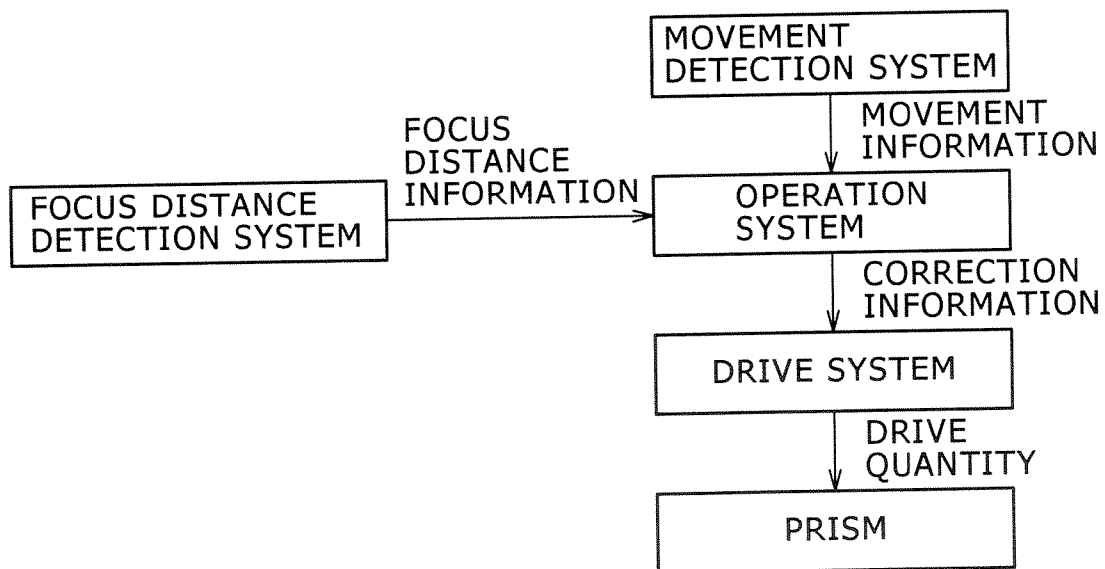 MOVEMENT
DETECTION SYSTEM
MOVEMENT
INFORMATION
FOCUS
DISTANCE
INFORMATION
FOCUS DISTANCE
DETECTION SYSTEM
OPERATION
SYSTEM
CORRECTION
INFORMATION
DRIVE SYSTEM
DRIVE
QUANTITY
PRISM